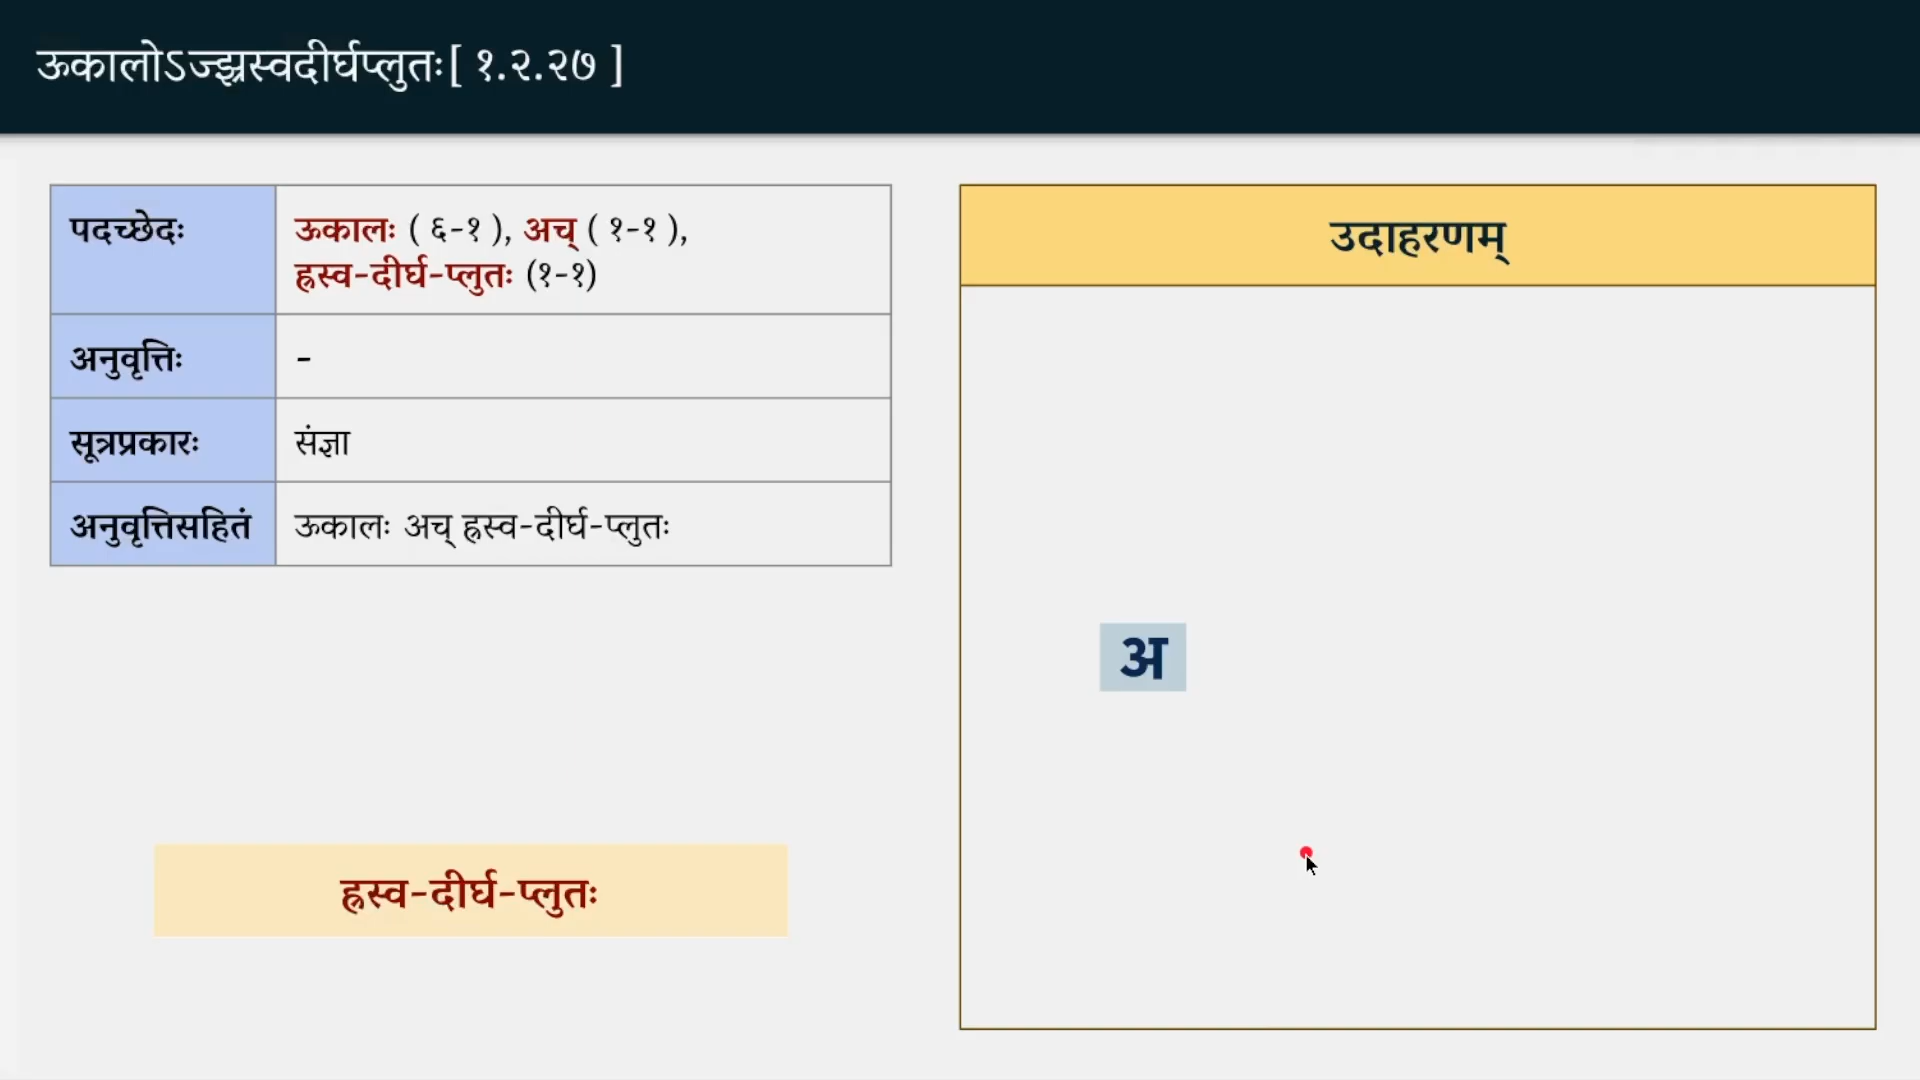 ऊकालोऽज्झ्रस्वदीर्घप्लुतः[ १.२.२७ ]
पदच्छेदः
ऊकालः ( ६-१ ), अच् ( १-१ ),
ह्रस्व-दीर्घ-प्लुतः (१-१)
अनुवृत्तिः
-
सूत्रप्रकारः
संज्ञा
अनुवृत्तिसहितं
ऊकालः अच् ह्रस्व-दीर्घ-प्लुतः
ह्रस्व-दीर्घ-प्लुतः
उदाहरणम्
अ